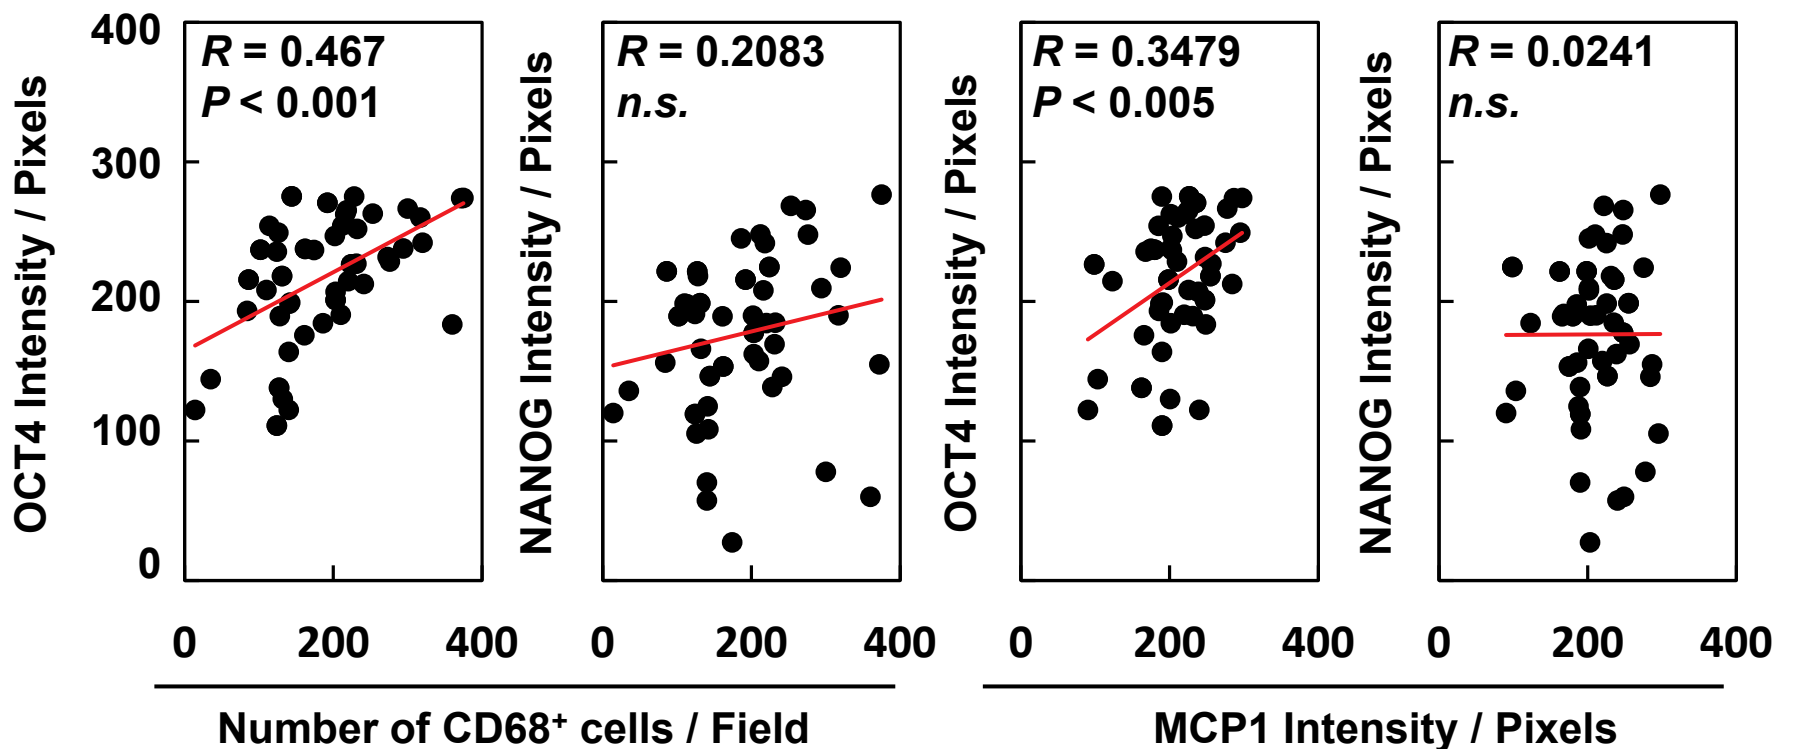 OCT4 Intensity / Pixels
400
300
200
100
0
R = 0.467
P < 0.001
0 200 400
NANOG Intensity / Pixels
R = 0.2083
n.s.
0 200 400
Number of CD68⁺ cells / Field
OCT4 Intensity / Pixels
R = 0.3479
P < 0.005
0 200 400
NANOG Intensity / Pixels
R = 0.0241
n.s.
0 200 400
MCP1 Intensity / Pixels